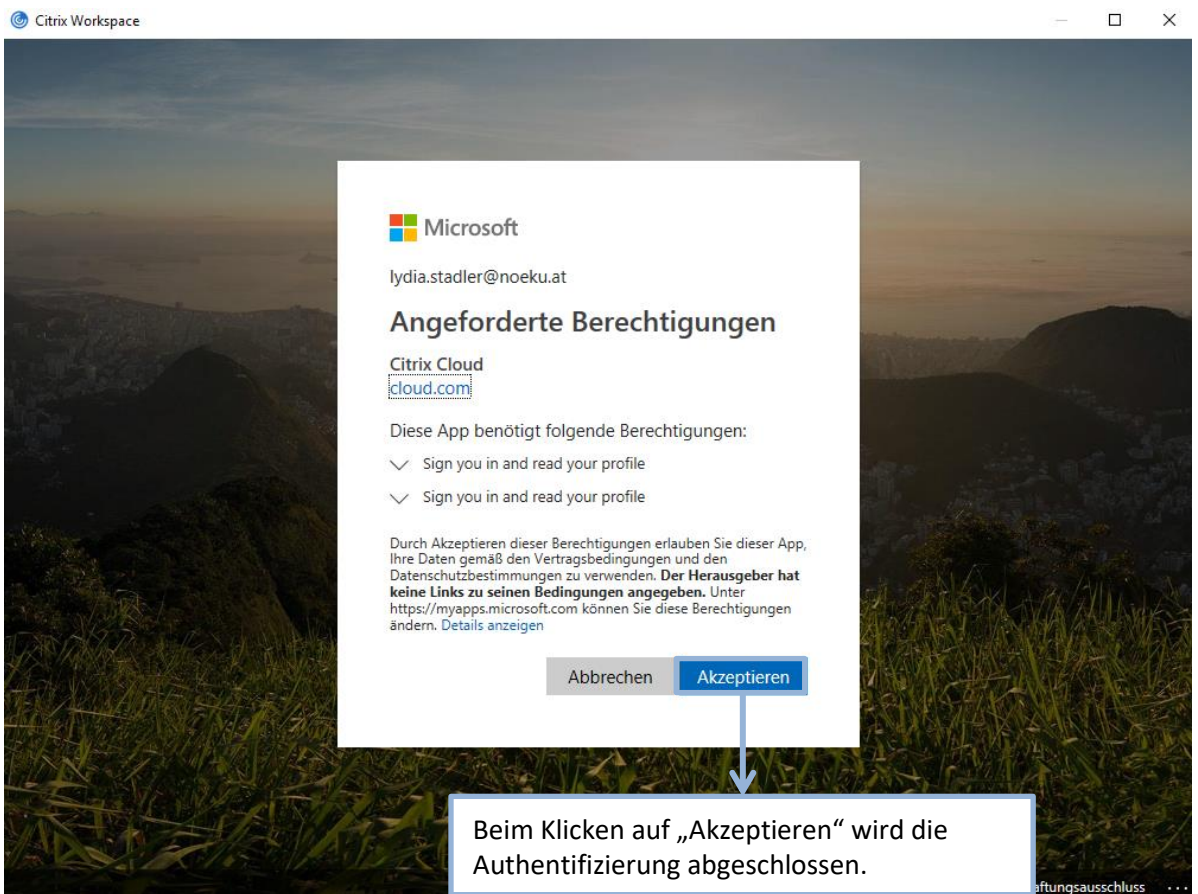 Citrix Workspace
Microsoft
lydia.stadler@noeku.at
Angeforderte Berechtigungen
Citrix Cloud
cloud.com
Diese App benötigt folgende Berechtigungen:
Sign you in and read your profile
Sign you in and read your profile
Durch Akzeptieren dieser Berechtigungen erlauben Sie dieser App,
Ihre Daten gemäß den Vertragsbedingungen und den
Datenschutzbestimmungen zu verwenden. Der Herausgeber hat
keine Links zu seinen Bedingungen angegeben. Unter
https://myapps.microsoft.com können Sie diese Berechtigungen
ändern. Details anzeigen
Abbrechen Akzeptieren
Beim Klicken auf „Akzeptieren“ wird die
Authentifizierung abgeschlossen.
aftungsausschluss ...